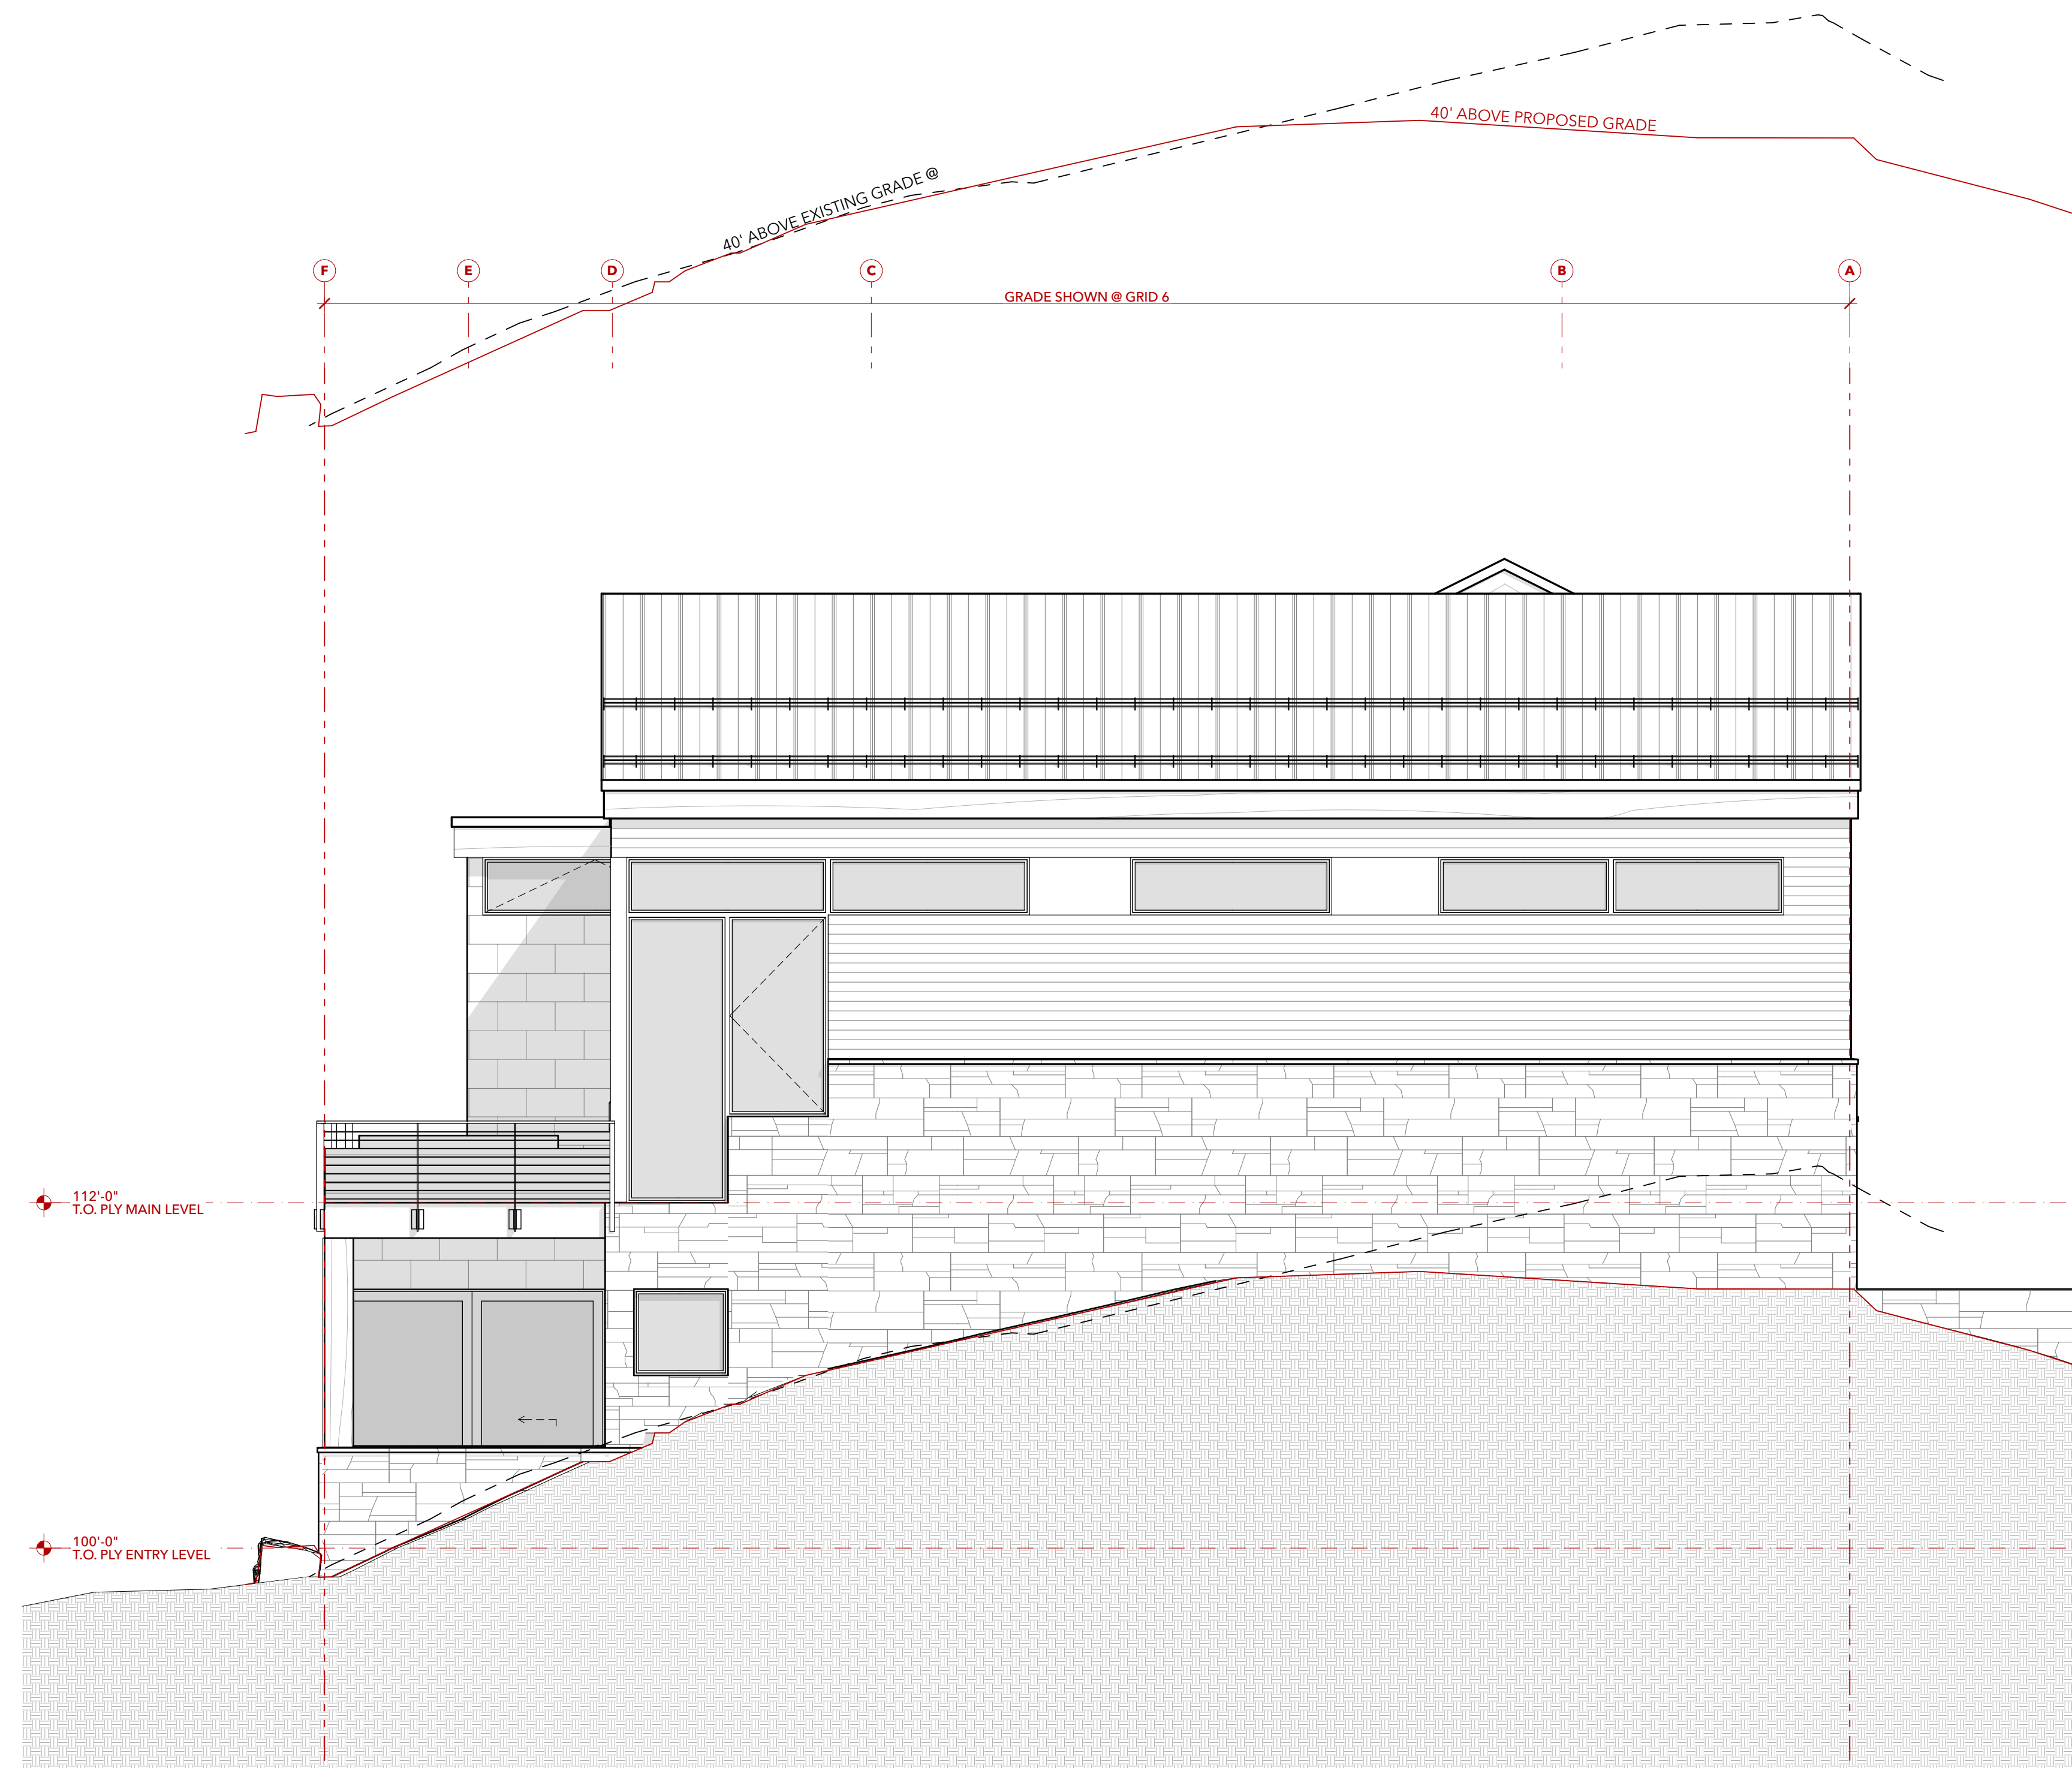 40' ABOVE PROPOSED GRADE
40' ABOVE EXISTING GRADE @
F E D C B A
GRADE SHOWN @ GRID 6
112'-0"
T.O. PLY MAIN LEVEL
100'-0"
T.O. PLY ENTRY LEVEL